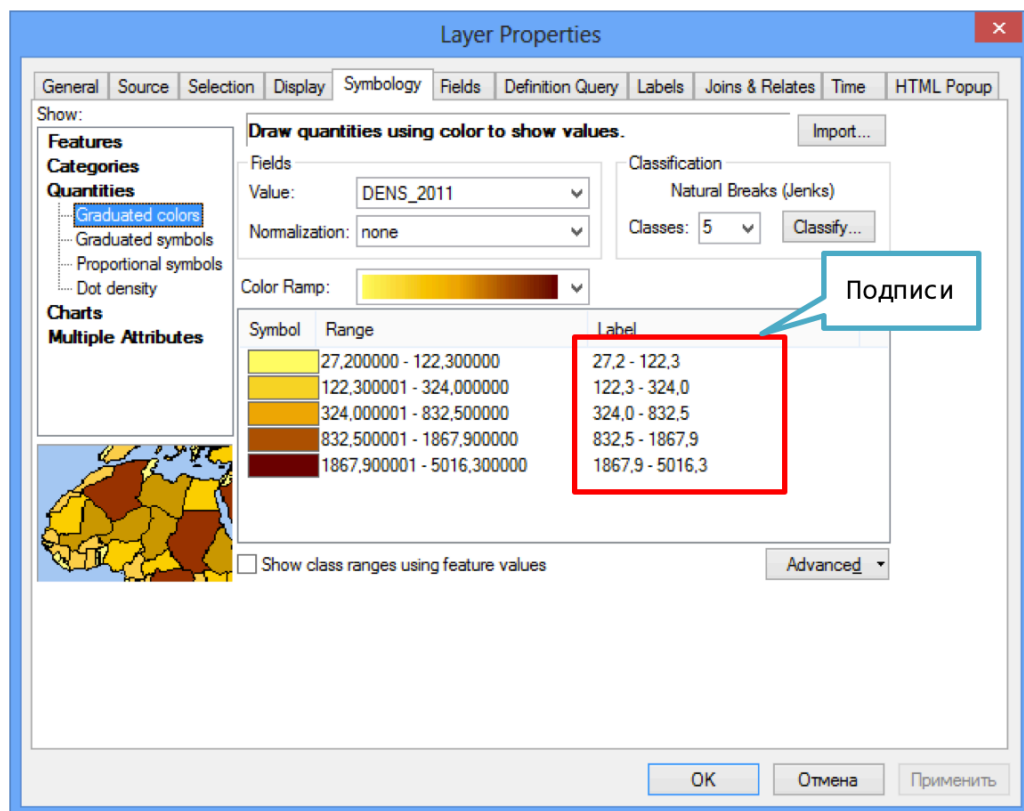 Layer Properties
General Source Selection Display Symbology Fields Definition Query Labels Joins & Relates Time HTML Popup
Show:
Features
Categories
Quantities
Graduated colors
Graduated symbols
Proportional symbols
Dot density
Charts
Multiple Attributes
Draw quantities using color to show values.
Import...
Fields
Value: DENS_2011
Normalization: none
Classification
Natural Breaks (Jenks)
Classes: 5 Classify...
Color Ramp:
Подписи
Symbol Range Label
27,200000 - 122,300000 27,2 - 122,3
122,300001 - 324,000000 122,3 - 324,0
324,000001 - 832,500000 324,0 - 832,5
832,500001 - 1867,900000 832,5 - 1867,9
1867,900001 - 5016,300000 1867,9 - 5016,3
Show class ranges using feature values
Advanced
OK Отмена Применить